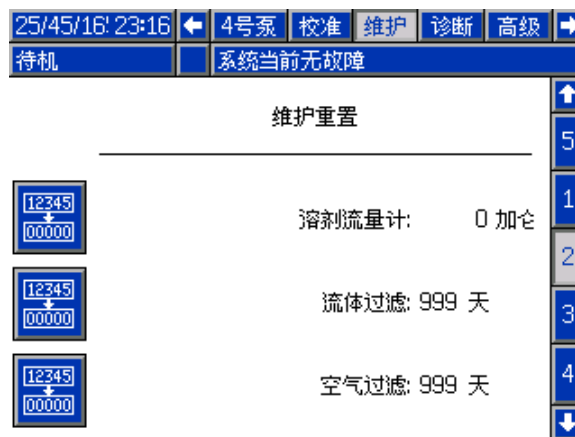 25/45/16 23:16 4号泵 校准 维护 诊断 高级
待机 系统当前无故障
维护重置
5
12345
00000
溶剂流量计: 0 加仑
1
2
12345
00000
流体过滤: 999 天
3
12345
00000
空气过滤: 999 天
4